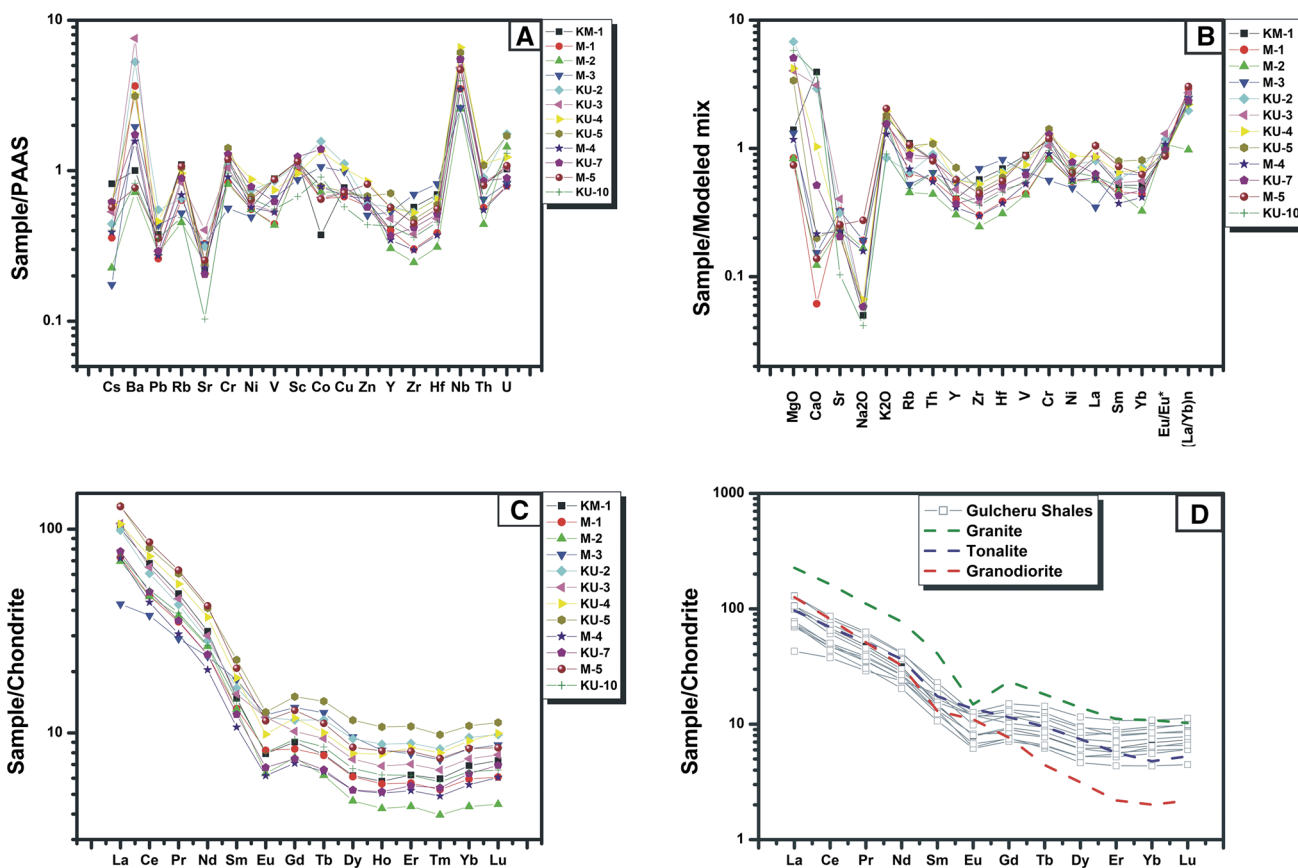 A
Sample/PAAS
10
1
0.1
Cs Ba Pb Rb Sr Cr Ni V Sc Co Cu Zn Y Zr Hf Nb Th U
KM-1
M-1
M-2
M-3
KU-2
KU-3
KU-4
KU-5
M-4
KU-7
M-5
KU-10
B
Sample/Modeled mix
10
1
0.1
MgO CaO Sr Na2O K2O Rb Th Y Zr Hf V Cr Ni La Sm Yb Eu/Eu* (La/Yb)n
KM-1
M-1
M-2
M-3
KU-2
KU-3
KU-4
KU-5
M-4
KU-7
M-5
KU-10
C
Sample/Chondrite
100
10
La Ce Pr Nd Sm Eu Gd Tb Dy Ho Er Tm Yb Lu
KM-1
M-1
M-2
M-3
KU-2
KU-3
KU-4
KU-5
M-4
KU-7
M-5
KU-10
D
Sample/Chondrite
1000
100
10
1
La Ce Pr Nd Sm Eu Gd Tb Dy Er Yb Lu
Gulcheru Shales
Granite
Tonalite
Granodiorite